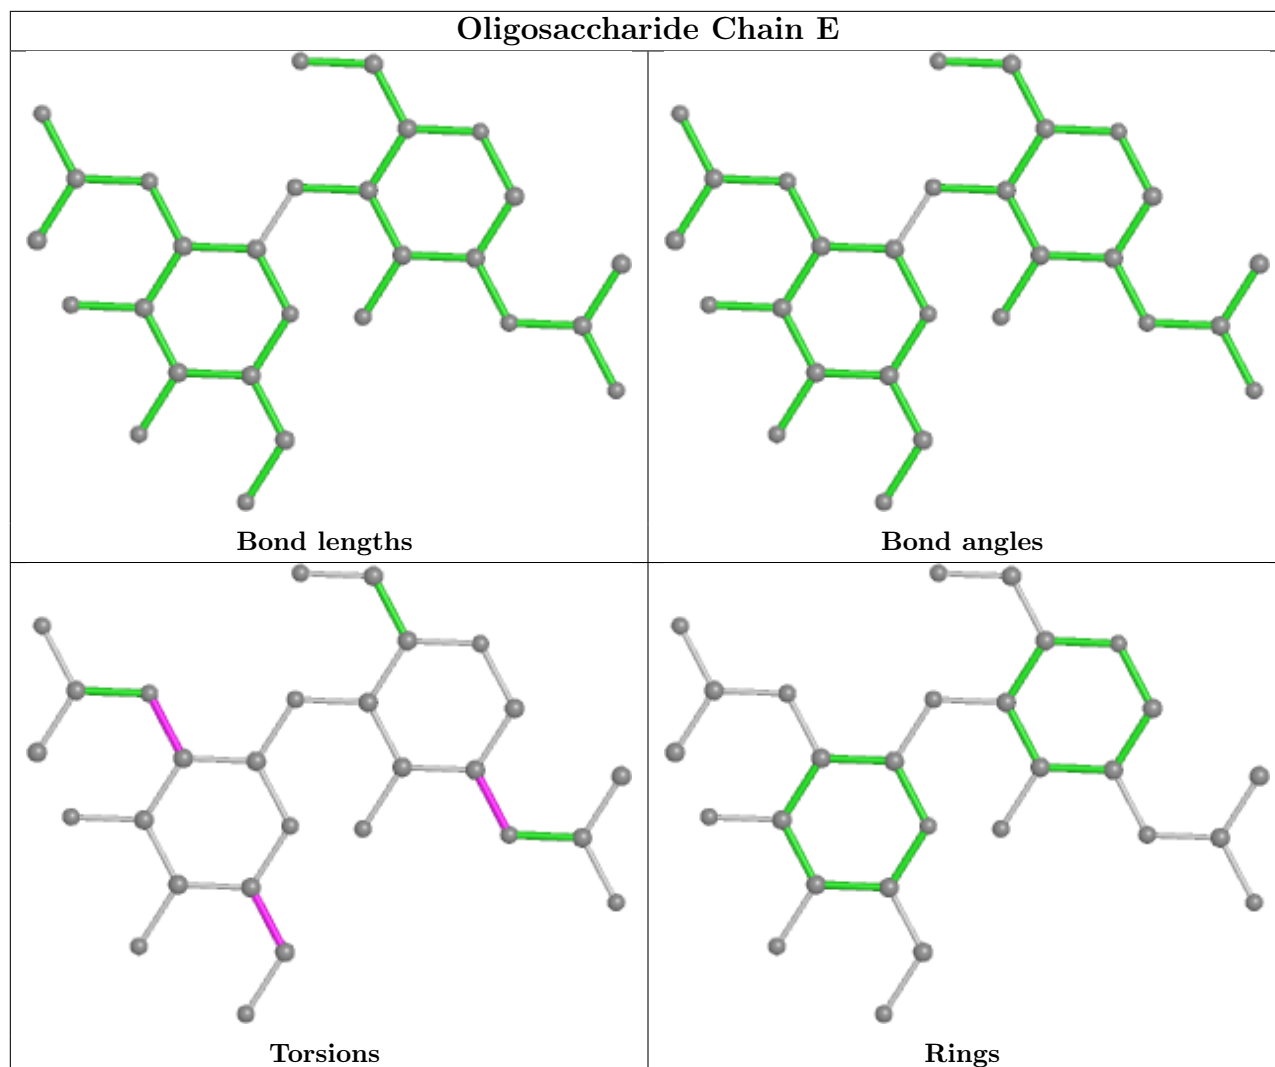 Oligosaccharide Chain E
Bond lengths
Bond angles
Torsions
Rings